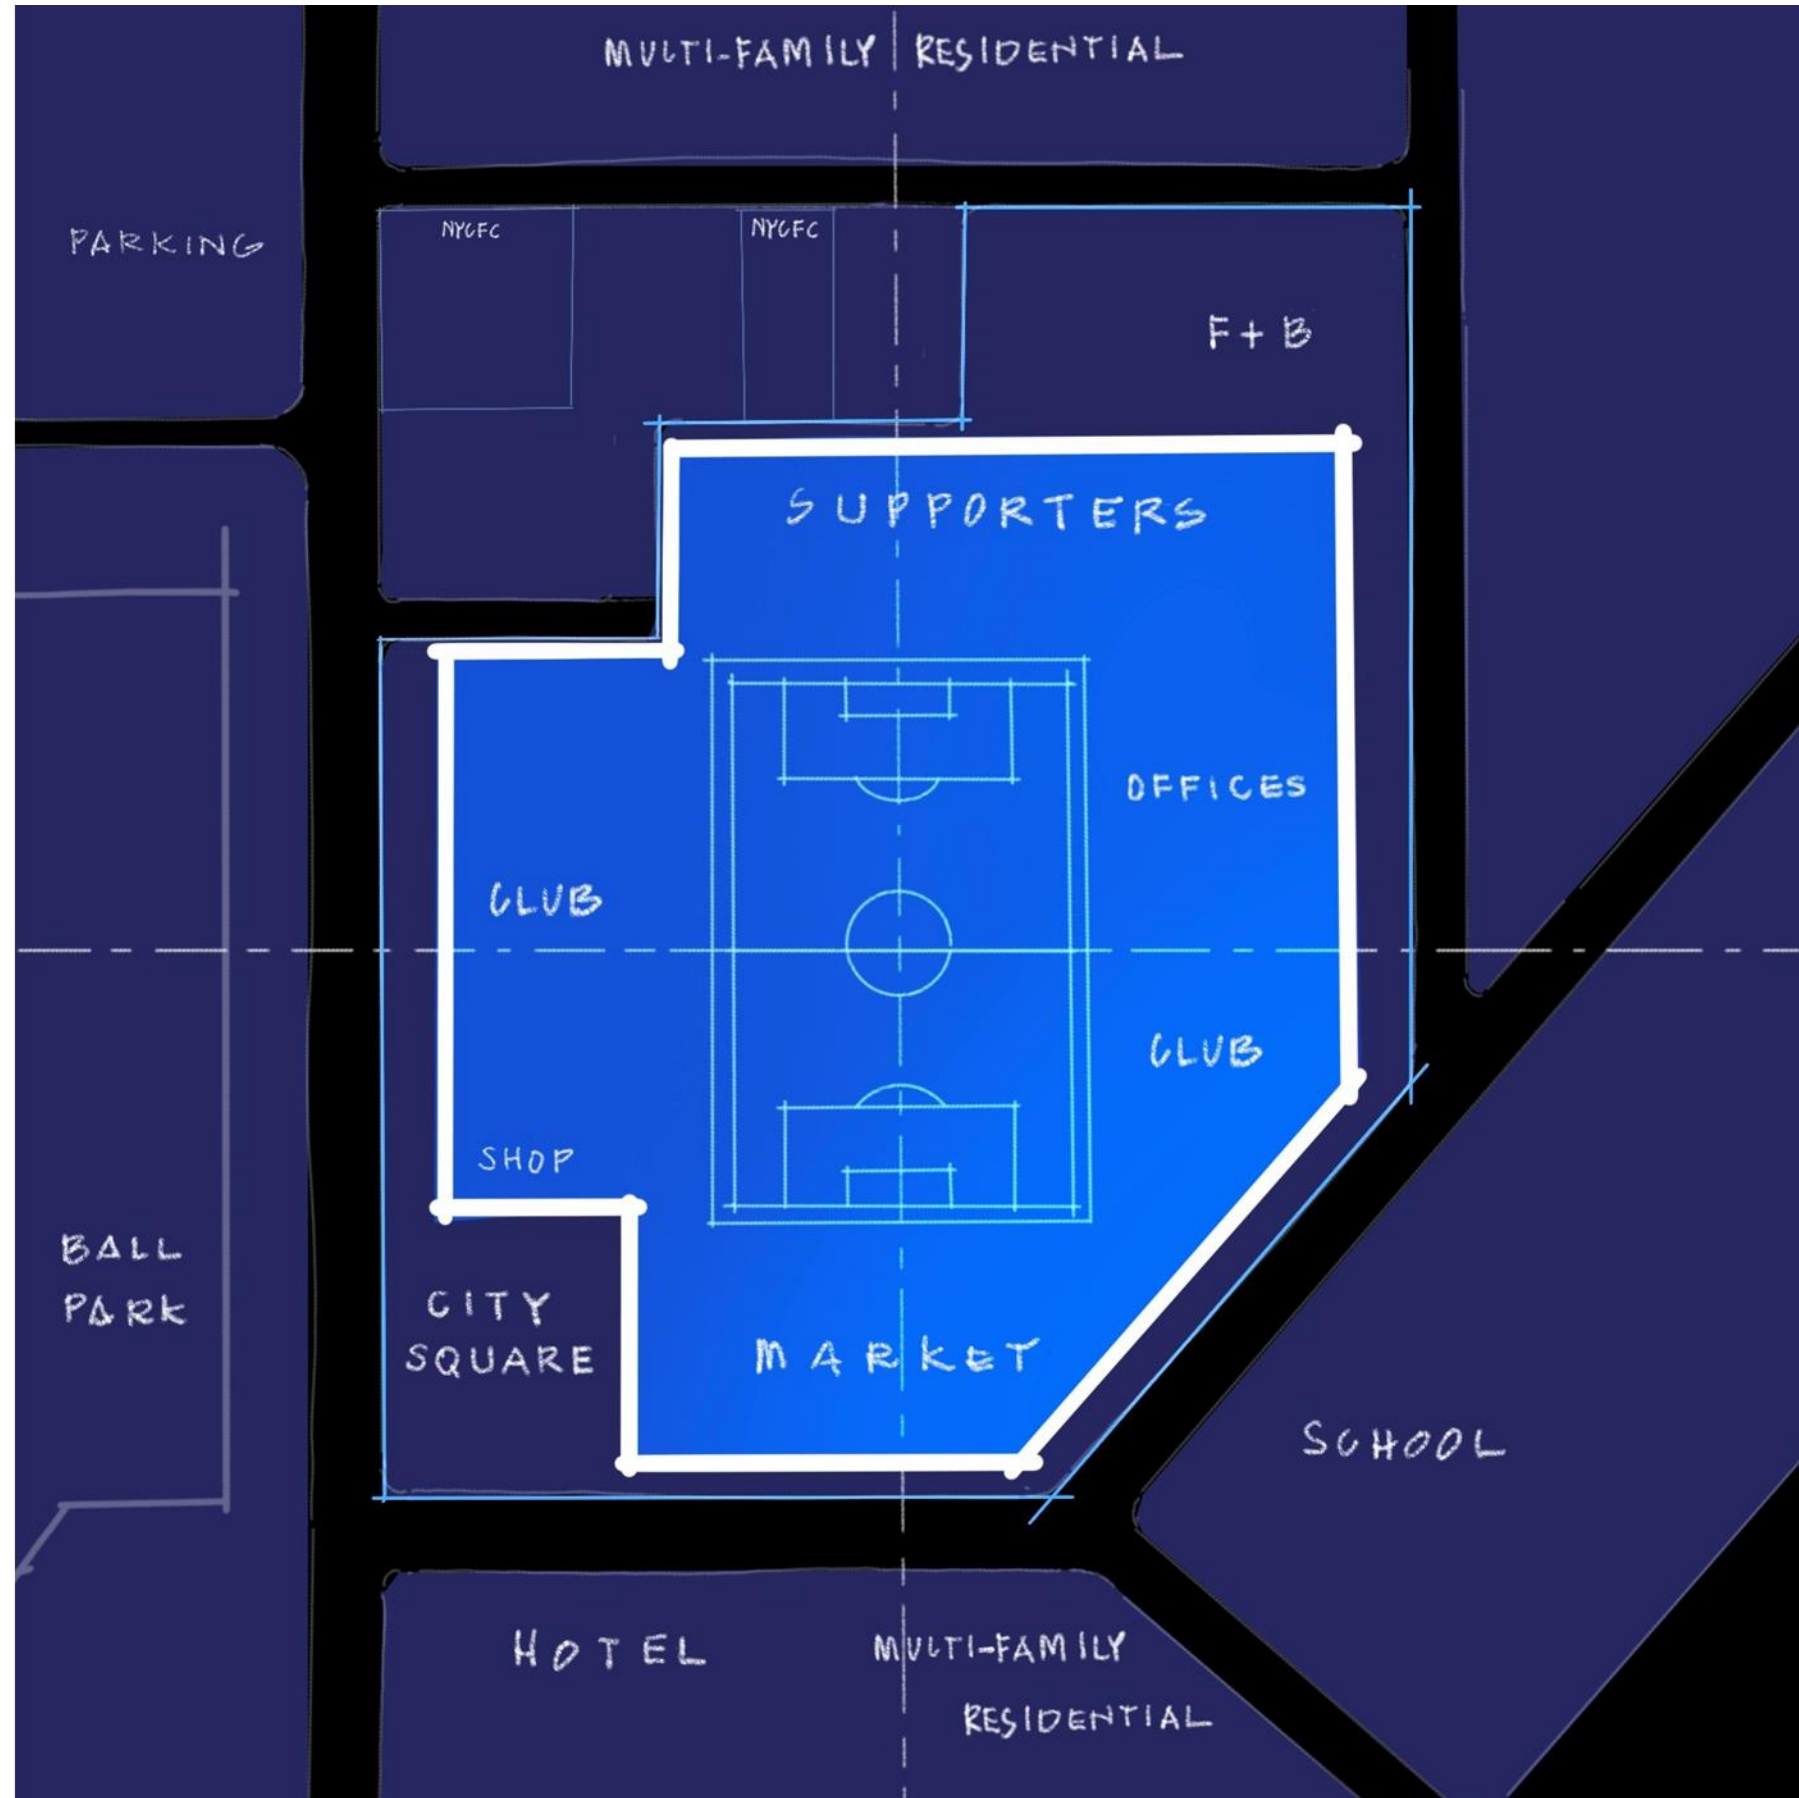 MULTI-FAMILY RESIDENTIAL
PARKING
NYCFC
NYCFC
F+B
SUPPORTERS
OFFICES
CLUB
CLUB
SHOP
BALL
PARK
CITY
SQUARE
MARKET
SCHOOL
HOTEL
MULTI-FAMILY
RESIDENTIAL